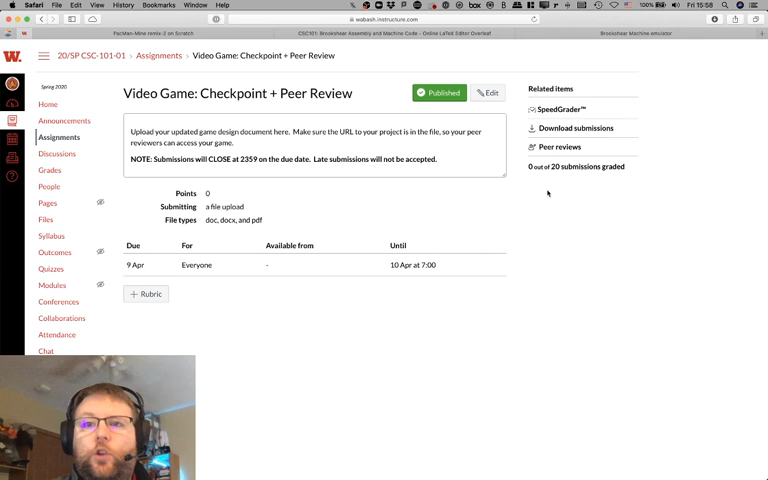 Safari File Edit View History Bookmarks Window Help
box
100%
Fri 15:58
wabash.instructure.com
PacMan-Mine remix-2 on Scratch
CSC101: Brookshear Assembly and Machine Code - Online LaTeX Editor Overleaf
Brookshear Machine emulator
W.
20/SP CSC-101-01 › Assignments › Video Game: Checkpoint + Peer Review
Spring 2020
Home
Announcements
Assignments
Discussions
Grades
People
Pages
Files
Syllabus
Outcomes
Quizzes
Modules
Conferences
Collaborations
Attendance
Chat
Video Game: Checkpoint + Peer Review
Published
Edit
Upload your updated game design document here. Make sure the URL to your project is in the file, so your peer
reviewers can access your game.
NOTE: Submissions will CLOSE at 2359 on the due date. Late submissions will not be accepted.
Points 0
Submitting a file upload
File types doc, docx, and pdf
Due For Available from Until
9 Apr Everyone - 10 Apr at 7:00
+ Rubric
Related items
SpeedGrader™
Download submissions
Peer reviews
0 out of 20 submissions graded